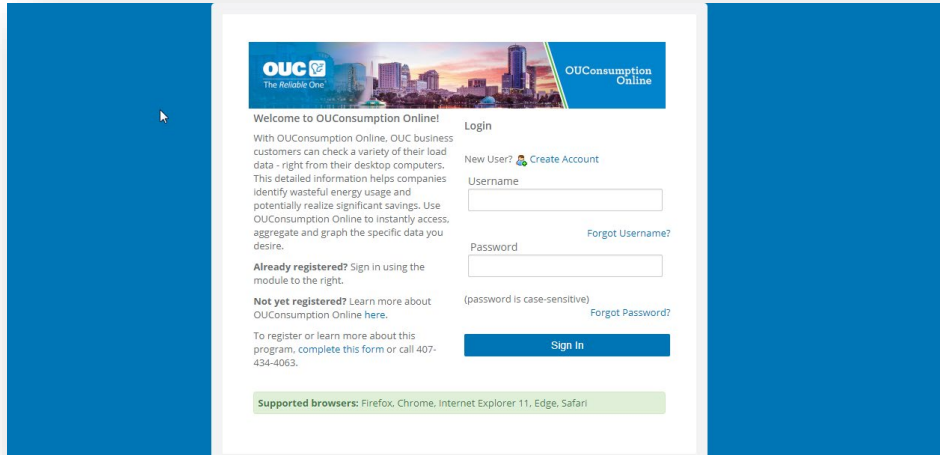 OUC
The Reliable One
OUConsumption
Online
Welcome to OUConsumption Online!
With OUConsumption Online, OUC business
customers can check a variety of their load
data - right from their desktop computers.
This detailed information helps companies
identify wasteful energy usage and
potentially realize significant savings. Use
OUConsumption Online to instantly access,
aggregate and graph the specific data you
desire.
Already registered? Sign in using the
module to the right.
Not yet registered? Learn more about
OUConsumption Online here.
To register or learn more about this
program, complete this form or call 407-
434-4063.
Login
New User? Create Account
Username
Forgot Username?
Password
(password is case-sensitive)
Forgot Password?
Sign In
Supported browsers: Firefox, Chrome, Internet Explorer 11, Edge, Safari